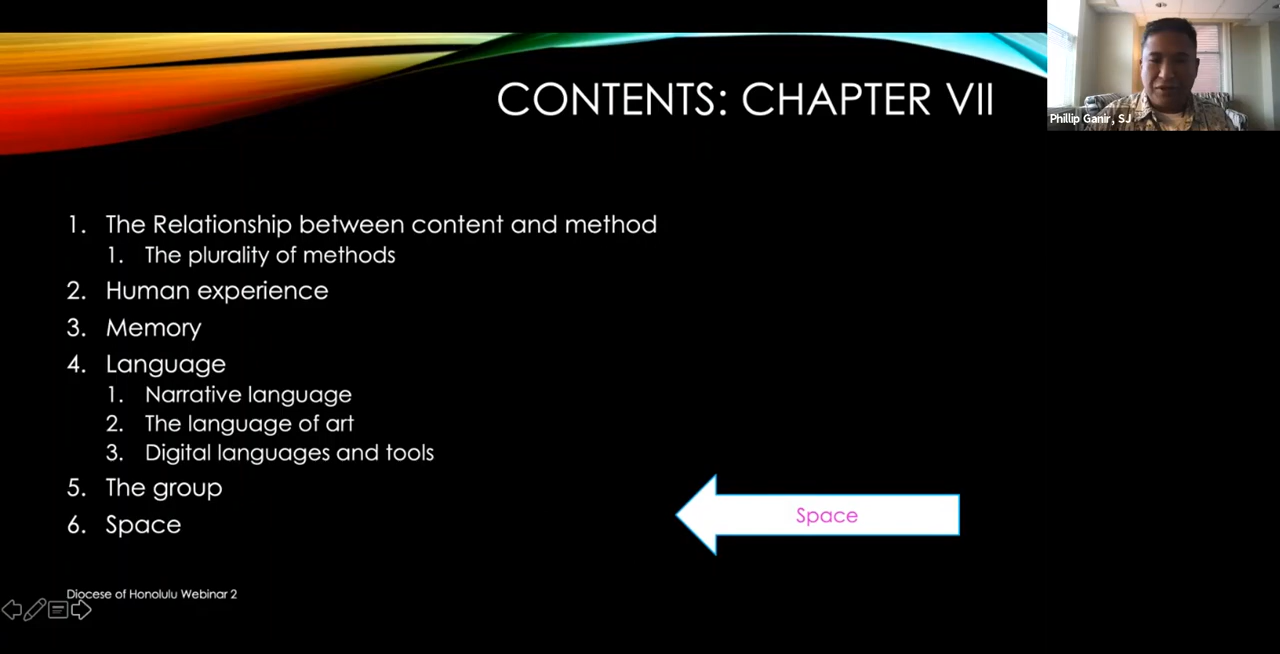 CONTENTS: CHAPTER VII
Phillip Ganir, SJ
1. The Relationship between content and method
1. The plurality of methods
2. Human experience
3. Memory
4. Language
1. Narrative language
2. The language of art
3. Digital languages and tools
5. The group
6. Space
Space
Diocese of Honolulu Webinar 2